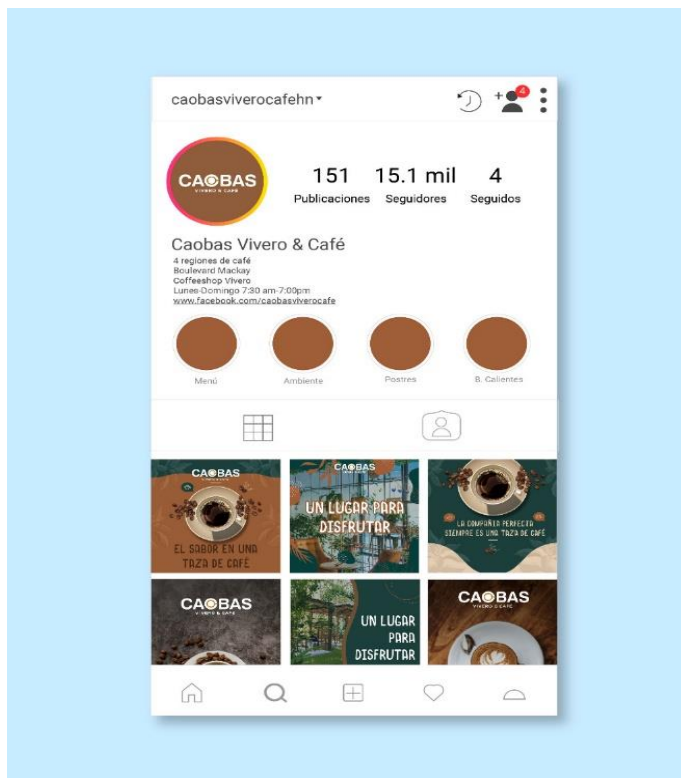 caobasviverocafehn
4
CAOBAS
VIVERO & CAFÉ
151 15.1 mil 4
Publicaciones Seguidores Seguidos
Caobas Vivero & Café
4 regiones de café
Boulevard Mackay
Coffeeshop Vivero
Lunes-Domingo 7:30 am-7:00pm
www.facebook.com/caobasviverocafe
Menú Ambiente Postres B. Calientes
CAOBAS
EL SABOR EN UNA
TAZA DE CAFÉ
CAOBAS
UN LUGAR PARA
DISFRUTAR
LA COMPAÑIA PERFECTA
SIEMPRE ES UNA TAZA DE CAFÉ
CAOBAS
VIVERO & CAFÉ
UN LUGAR
PARA
DISFRUTAR
CAOBAS
VIVERO & CAFÉ